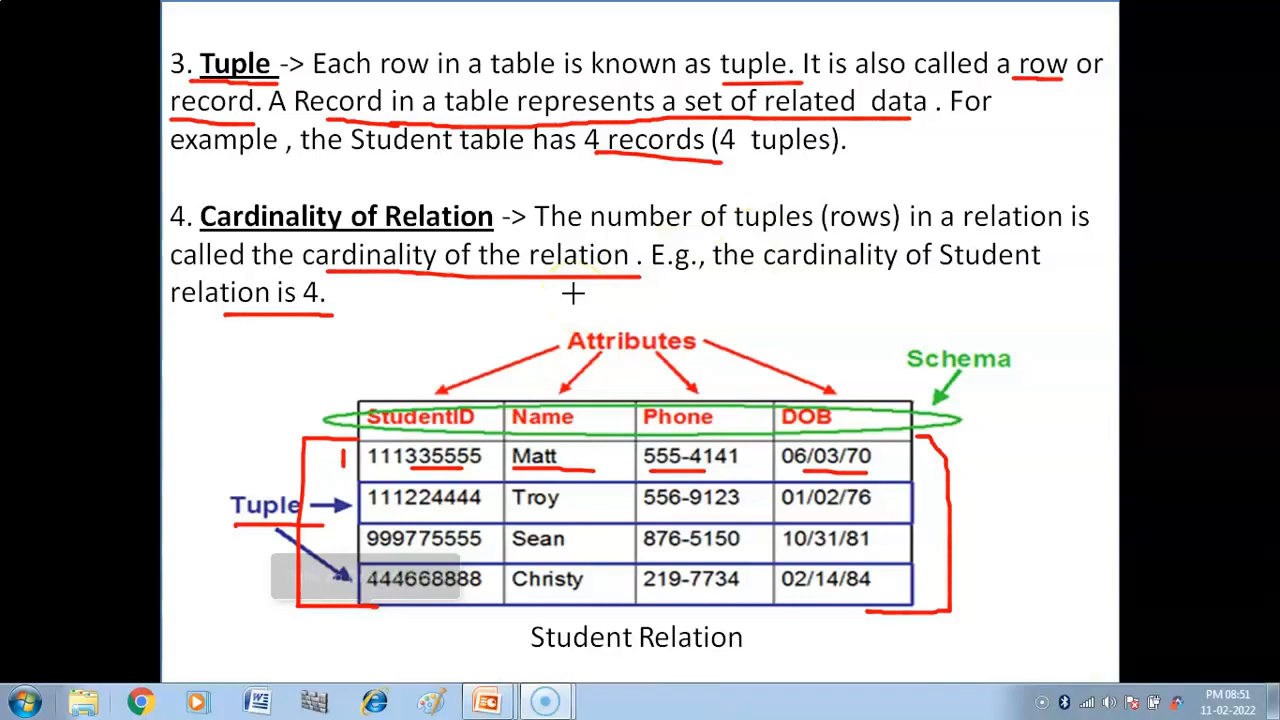 3. Tuple -> Each row in a table is known as tuple. It is also called a row or
record. A Record in a table represents a set of related data . For
example , the Student table has 4 records (4 tuples).
4. Cardinality of Relation -> The number of tuples (rows) in a relation is
called the cardinality of the relation . E.g., the cardinality of Student
relation is 4.
Attributes
Schema
StudentID Name Phone DOB
1 111335555 Matt 555-4141 06/03/70
Tuple 111224444 Troy 556-9123 01/02/76
999775555 Sean 876-5150 10/31/81
444668888 Christy 219-7734 02/14/84
Student Relation
PM 08:51
11-02-2022